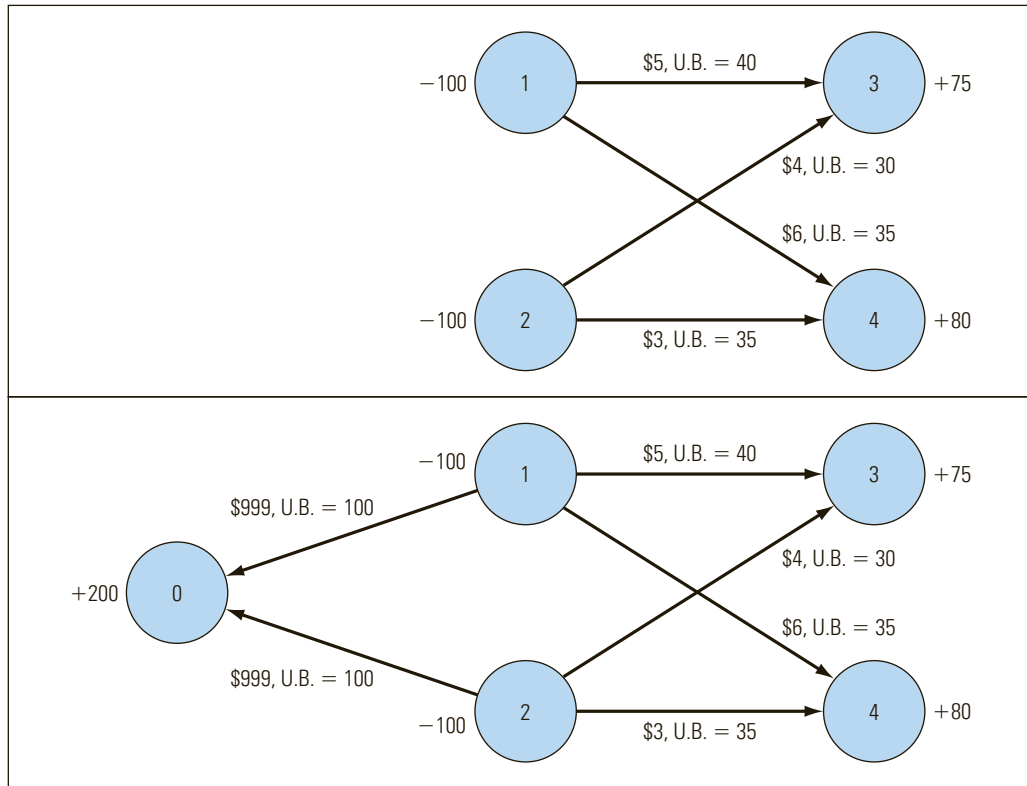 $5, U.B. = 40
−100 1 3 +75
$4, U.B. = 30
$6, U.B. = 35
−100 2 4 +80
$3, U.B. = 35
$5, U.B. = 40
−100 1 3 +75
$999, U.B. = 100
$4, U.B. = 30
+200 0
$6, U.B. = 35
$999, U.B. = 100
−100 2 4 +80
$3, U.B. = 35